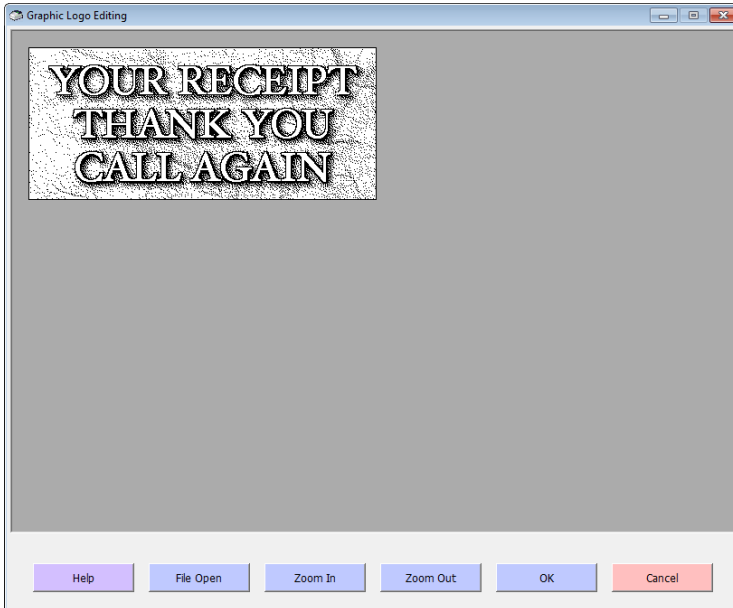 Graphic Logo Editing
YOUR RECEIPT
THANK YOU
CALL AGAIN
Help File Open Zoom In Zoom Out OK Cancel